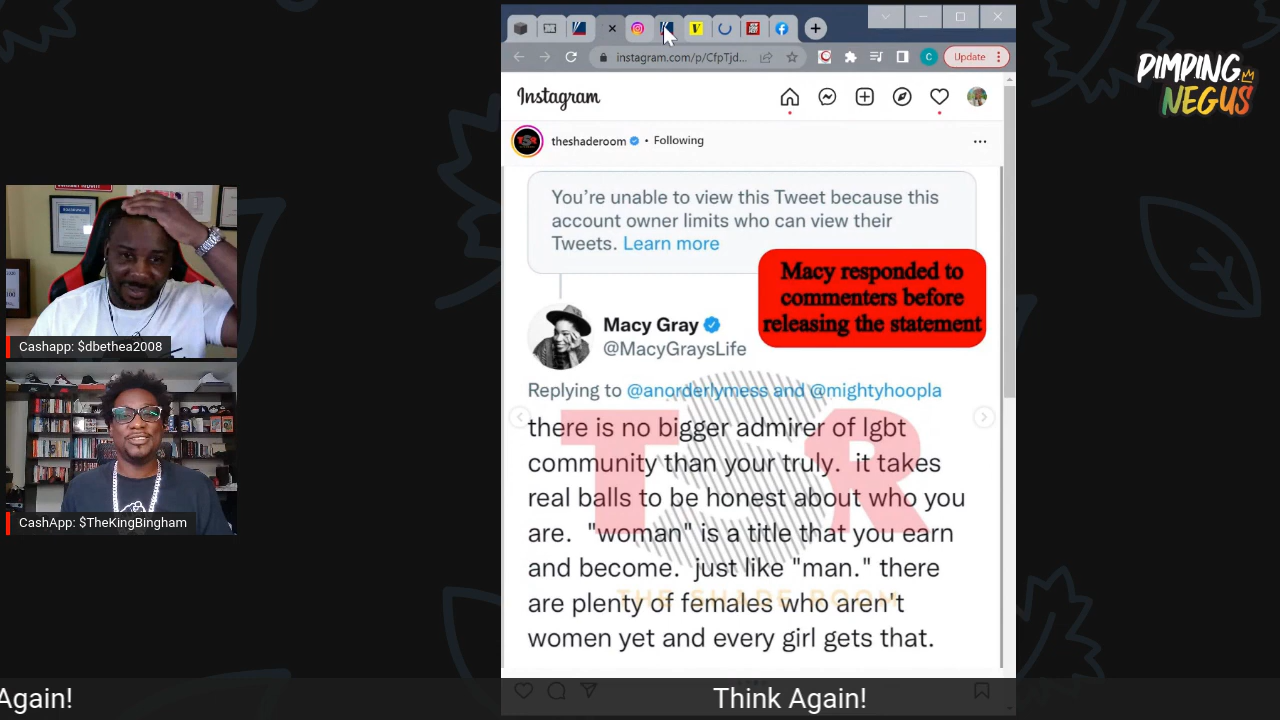 instagram.com/p/CfpTjd...
C
Update
Instagram
theshaderoom • Following
You’re unable to view this Tweet because this
account owner limits who can view their
Tweets. Learn more
Macy responded to
commenters before
releasing the statement
Macy Gray
@MacyGraysLife
Replying to @anorderlymess and @mightyhoopla
there is no bigger admirer of lgbt
community than your truly. it takes
real balls to be honest about who you
are. "woman" is a title that you earn
and become. just like "man." there
are plenty of females who aren't
women yet and every girl gets that.
TSR
THE SHADE ROOM
PIMPING
NEGUS
Cashapp: $dbethea2008
CashApp: $TheKingBingham
Again!
Think Again!